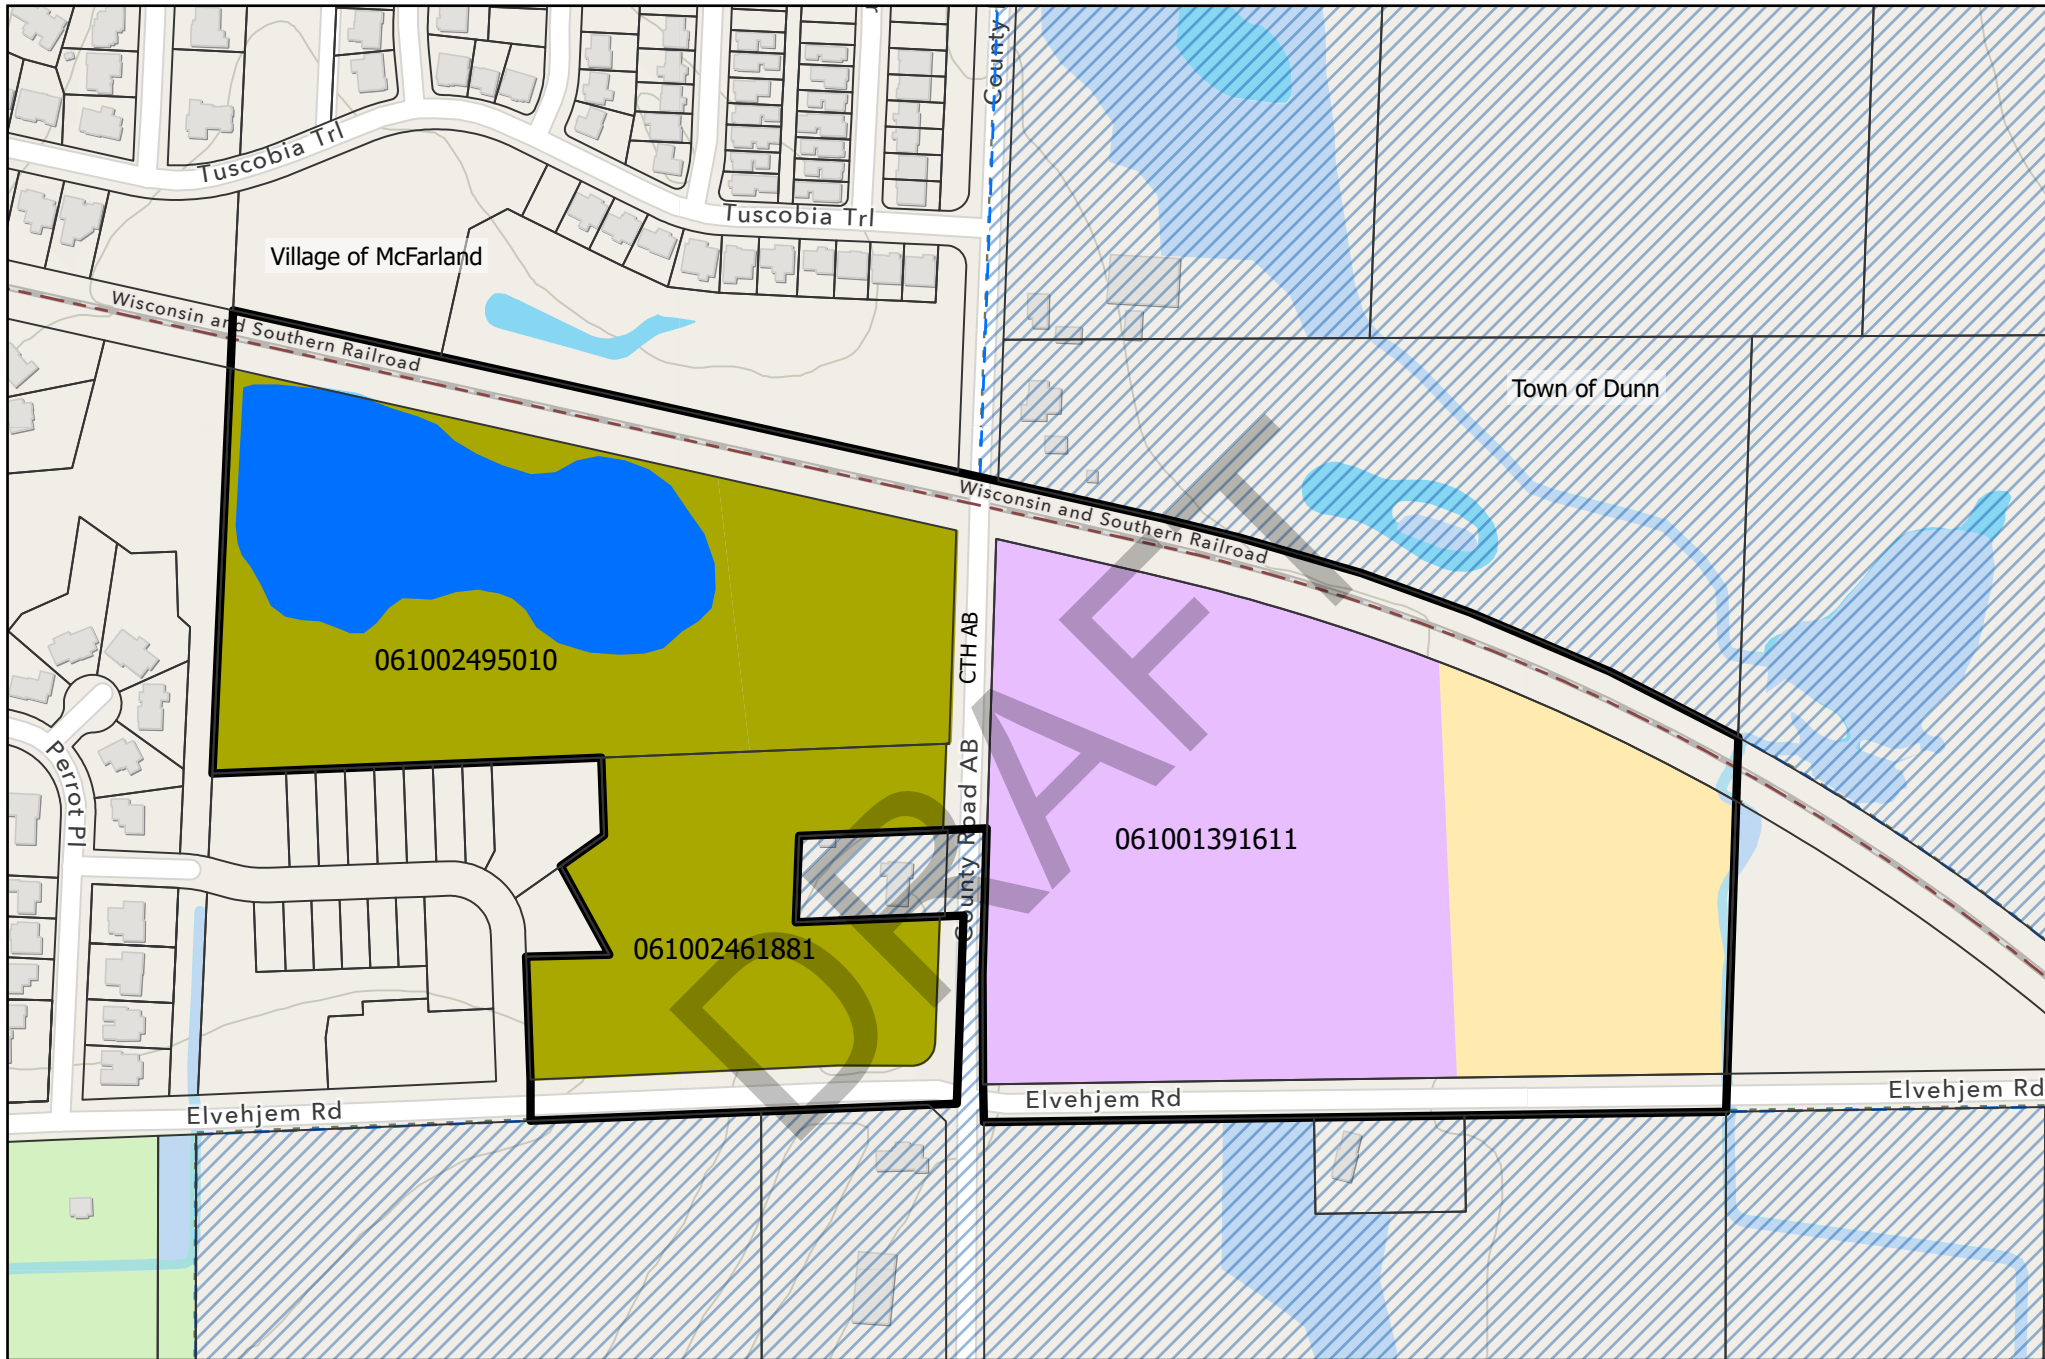 County
Tuscobia Trl
Tuscobia Trl
Village of McFarland
Wisconsin and Southern Railroad
Town of Dunn
Wisconsin and Southern Railroad
CTH AB
061002495010
Perrot Pl
County Road AB
061001391611
061002461881
DRAFT
Elvehjem Rd
Elvehjem Rd
Elvehjem Rd